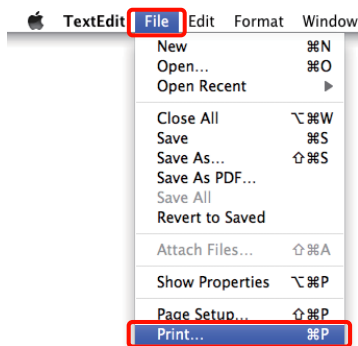 TextEdit File Edit Format Window
New ⌘N
Open... ⌘O
Open Recent ▶
Close All ⌥⌘W
Save ⌘S
Save As... ⇧⌘S
Save As PDF...
Save All
Revert to Saved
Attach Files... ⇧⌘A
Show Properties ⌥⌘P
Page Setup... ⇧⌘P
Print... ⌘P